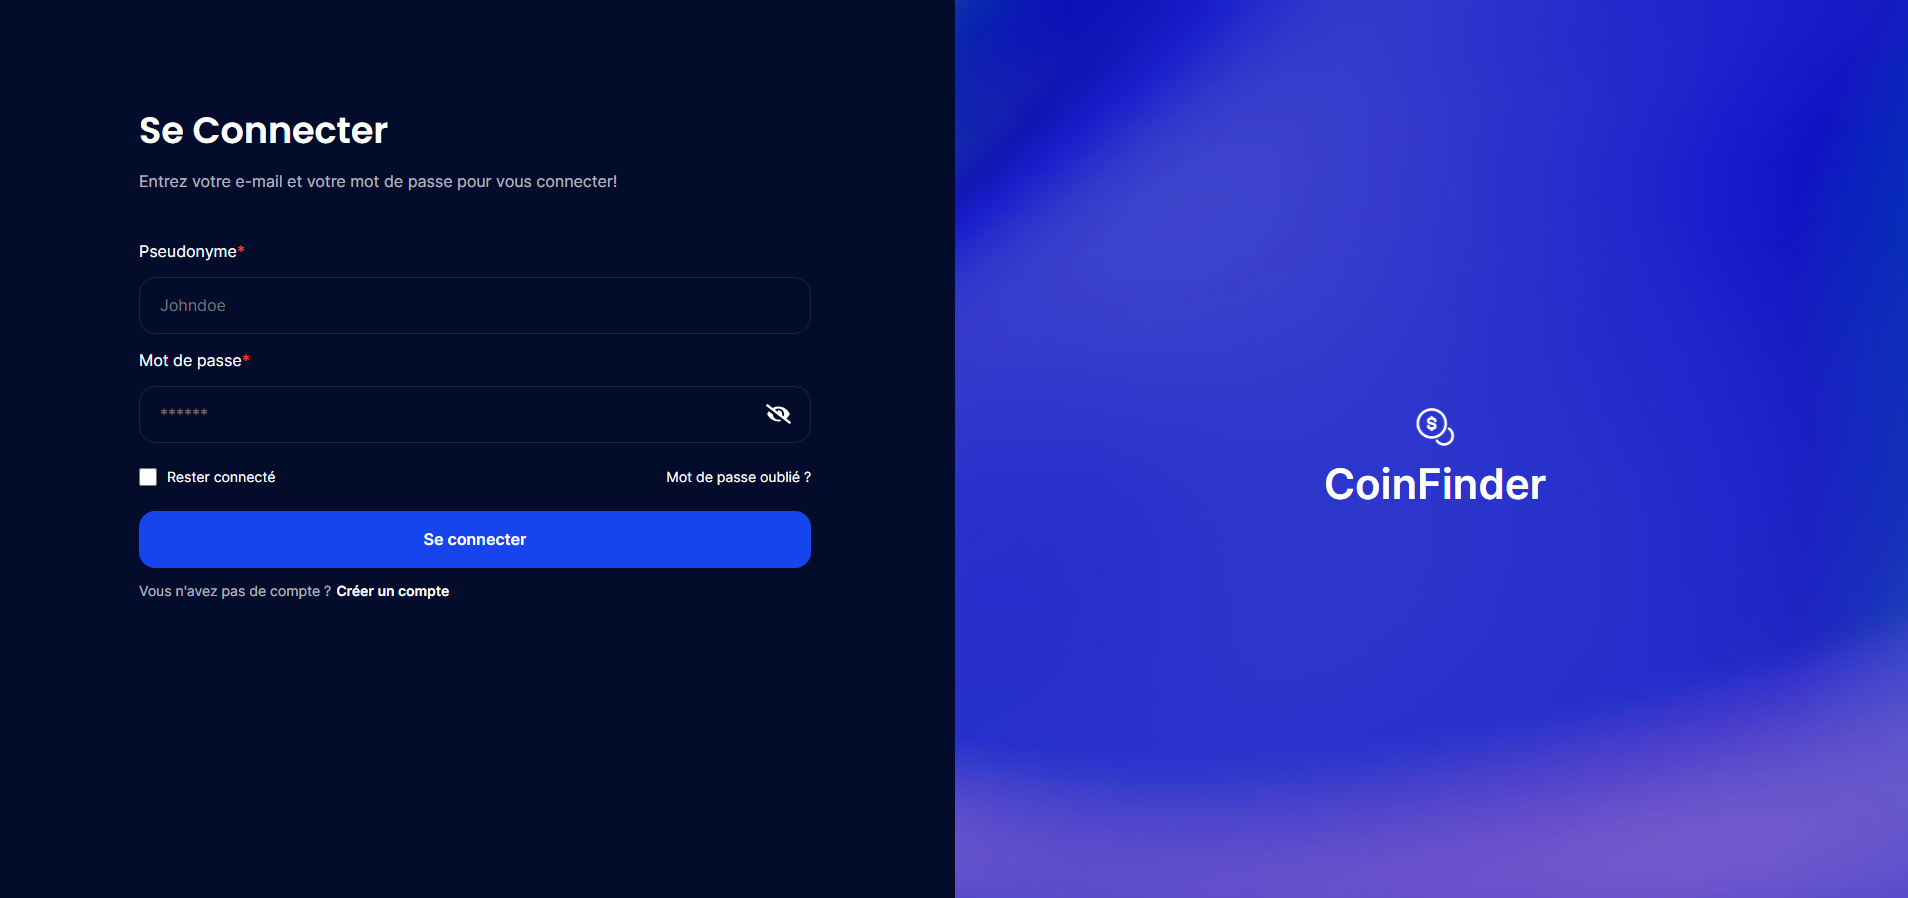 Se Connecter
Entrez votre e-mail et votre mot de passe pour vous connecter!
Pseudonyme*
Johndoe
Mot de passe*
******
Rester connecté
Mot de passe oublié ?
Se connecter
Vous n'avez pas de compte ? Créer un compte
$
CoinFinder